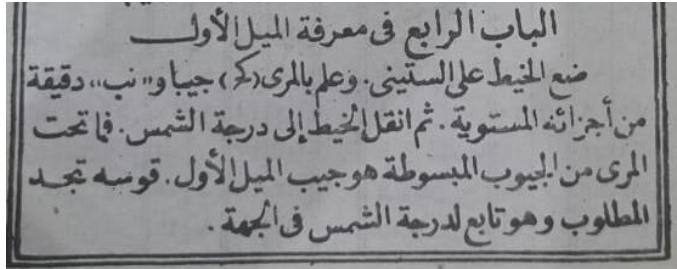 الباب الرابع فى معرفة الميل الأول
ضع الخيط على الستينى. وعلم بالمرى (كج) جيبا و" نب،، دقيقة
من أجزائه المستوية. ثم انقل الخيط إلى درجة الشمس. فما تحت
المرى من الجيوب المبسوطة هو جيب الميل الأول. قوسه تجد
المطلوب وهو تابع لدرجة الشمس فى الجهة.